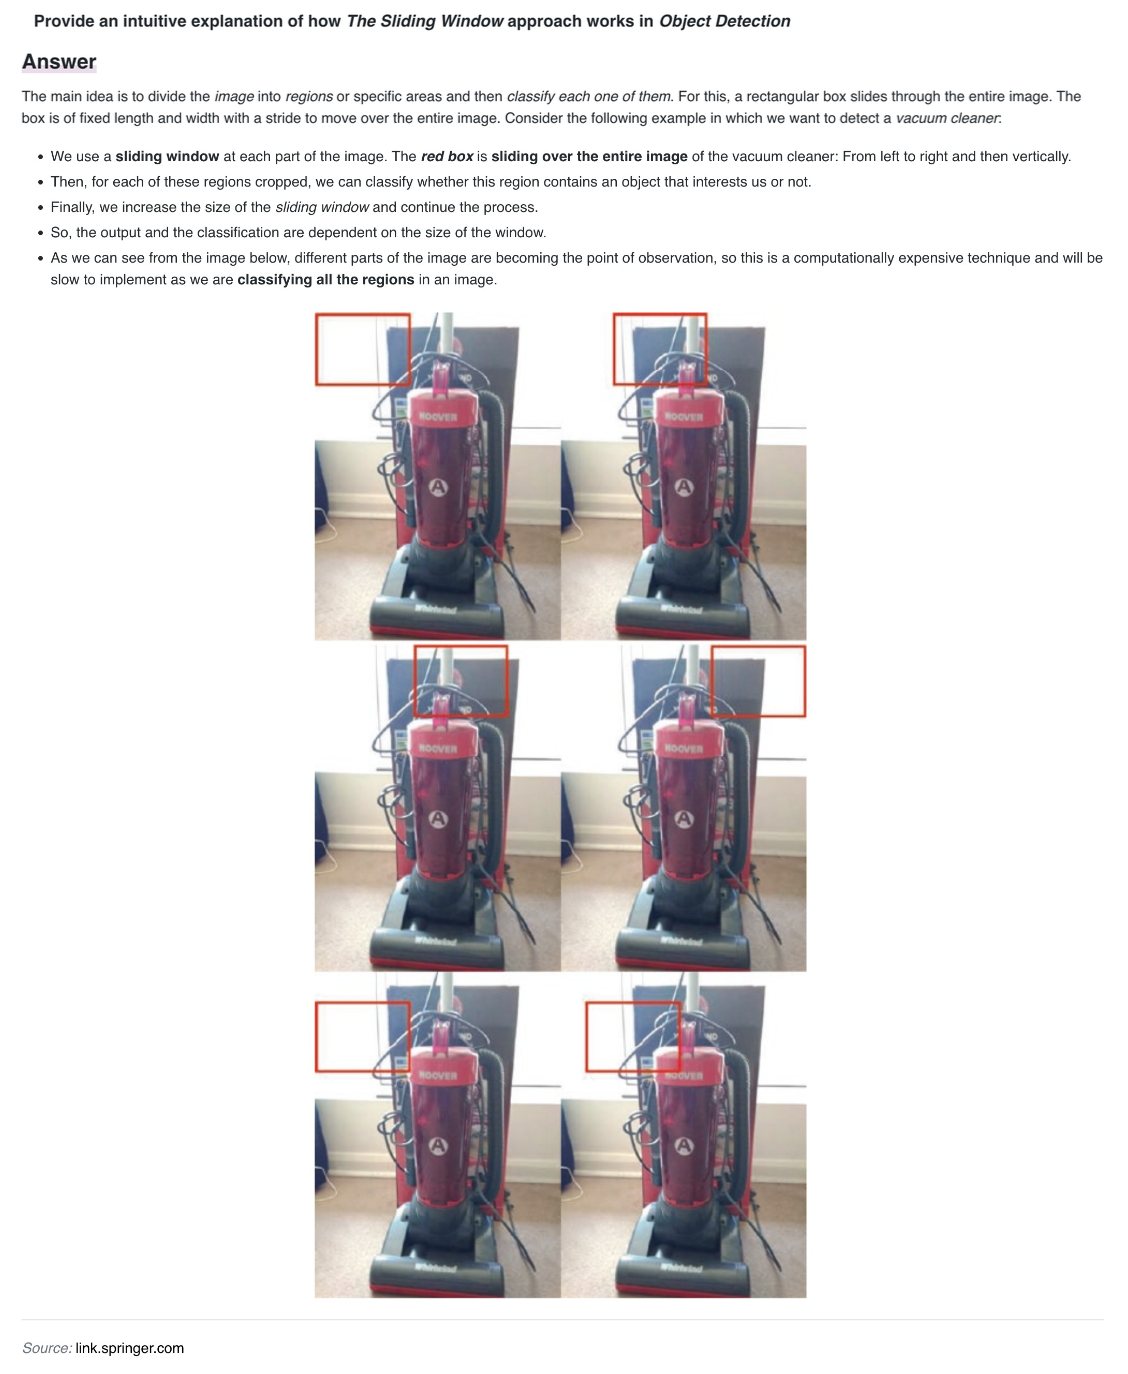 Provide an intuitive explanation of how The Sliding Window approach works in Object Detection
Answer
The main idea is to divide the image into regions or specific areas and then classify each one of them. For this, a rectangular box slides through the entire image. The
box is of fixed length and width with a stride to move over the entire image. Consider the following example in which we want to detect a vacuum cleaner:
• We use a sliding window at each part of the image. The red box is sliding over the entire image of the vacuum cleaner: From left to right and then vertically.
• Then, for each of these regions cropped, we can classify whether this region contains an object that interests us or not.
• Finally, we increase the size of the sliding window and continue the process.
• So, the output and the classification are dependent on the size of the window.
• As we can see from the image below, different parts of the image are becoming the point of observation, so this is a computationally expensive technique and will be
slow to implement as we are classifying all the regions in an image.
HOOVER
HOOVER
A
A
Whirlwind
Whirlwind
HOOVER
HOOVER
A
A
Whirlwind
Whirlwind
HOOVER
HOOVER
A
A
Whirlwind
Whirlwind
Source: link.springer.com